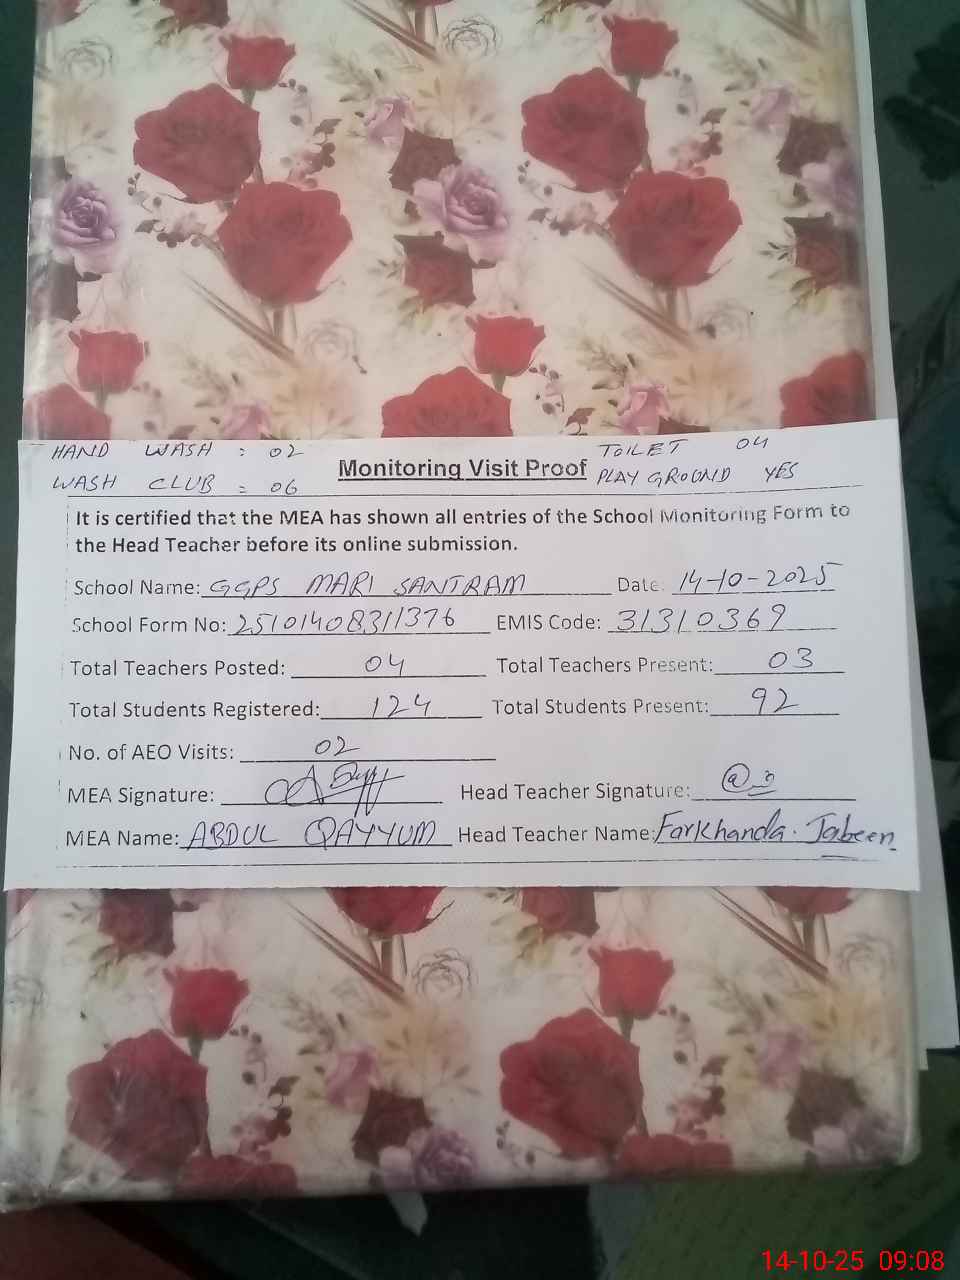 HAND WASH : 02 TOILET 04
WASH CLUB = 06 Monitoring Visit Proof PLAY GROUND YES
It is certified that the MEA has shown all entries of the School Monitoring Form to
the Head Teacher before its online submission.
School Name: GGPS MARI SANTRAM Date: 14-10-2025
School Form No: 25101408311376 EMIS Code: 31310369
Total Teachers Posted: 04 Total Teachers Present: 03
Total Students Registered: 124 Total Students Present: 92
No. of AEO Visits: 02
MEA Signature: Head Teacher Signature:
MEA Name: ABDUL QAYYUM Head Teacher Name: Farkhanda. Jabeen
14-10-25 09:08